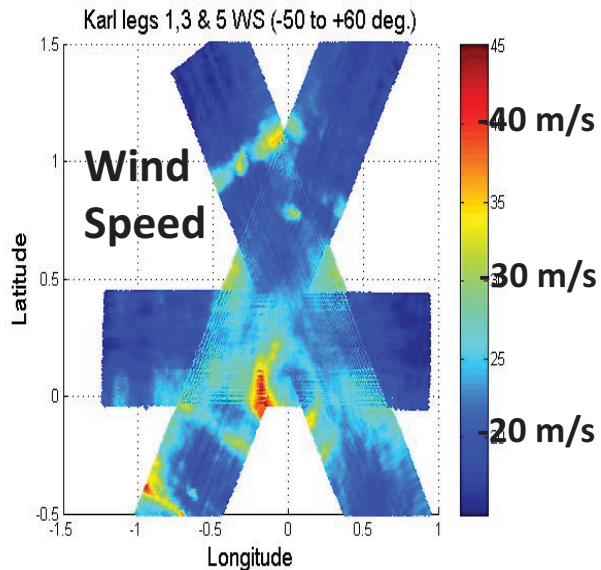 Karl legs 1,3 & 5 WS (-50 to +60 deg.)
Wind
Speed
Latitude
1.5
1
0.5
0
-0.5
-1.5
-1
-0.5
0
0.5
1
Longitude
45
40 m/s
35
30 m/s
25
20 m/s